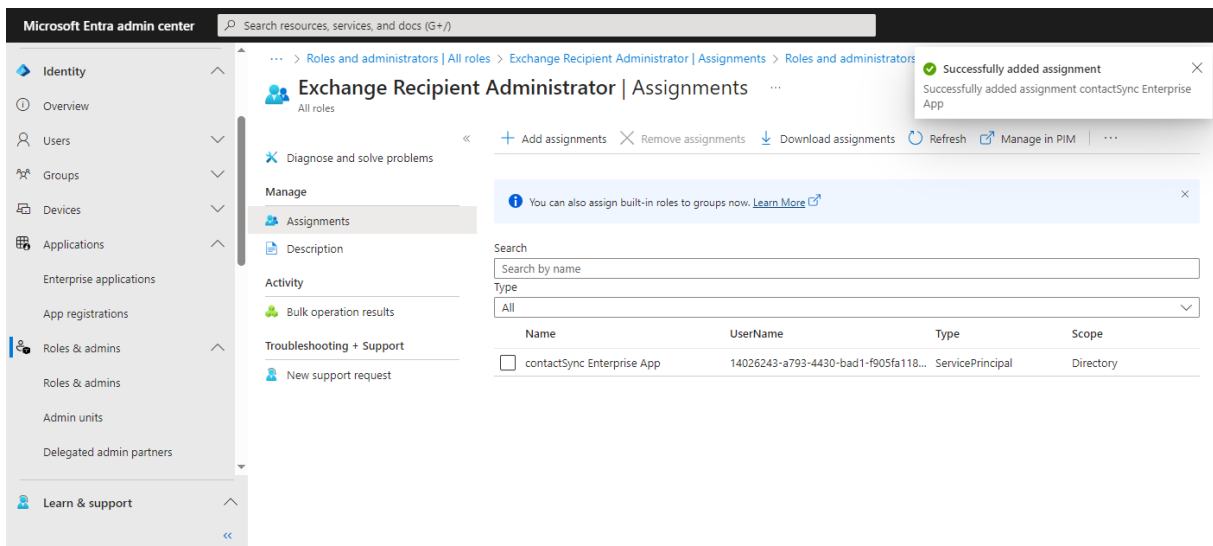 Microsoft Entra admin center
Search resources, services, and docs (G+/)
Identity
Overview
Users
Groups
Devices
Applications
Enterprise applications
App registrations
Roles & admins
Roles & admins
Admin units
Delegated admin partners
Learn & support
«
··· > Roles and administrators | All roles > Exchange Recipient Administrator | Assignments > Roles and administrators
Exchange Recipient Administrator | Assignments ···
All roles
Successfully added assignment
Successfully added assignment contactSync Enterprise
App
«
Diagnose and solve problems
Manage
Assignments
Description
Activity
Bulk operation results
Troubleshooting + Support
New support request
Add assignments Remove assignments Download assignments Refresh Manage in PIM ···
You can also assign built-in roles to groups now. Learn More
Search
Search by name
Type
All
Name UserName Type Scope
contactSync Enterprise App 14026243-a793-4430-bad1-f905fa118... ServicePrincipal Directory